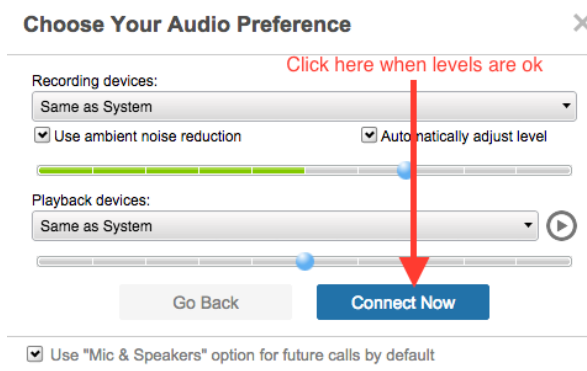 Choose Your Audio Preference
Click here when levels are ok
Recording devices:
Same as System
Use ambient noise reduction Automatically adjust level
Playback devices:
Same as System
Go Back Connect Now
Use "Mic & Speakers" option for future calls by default